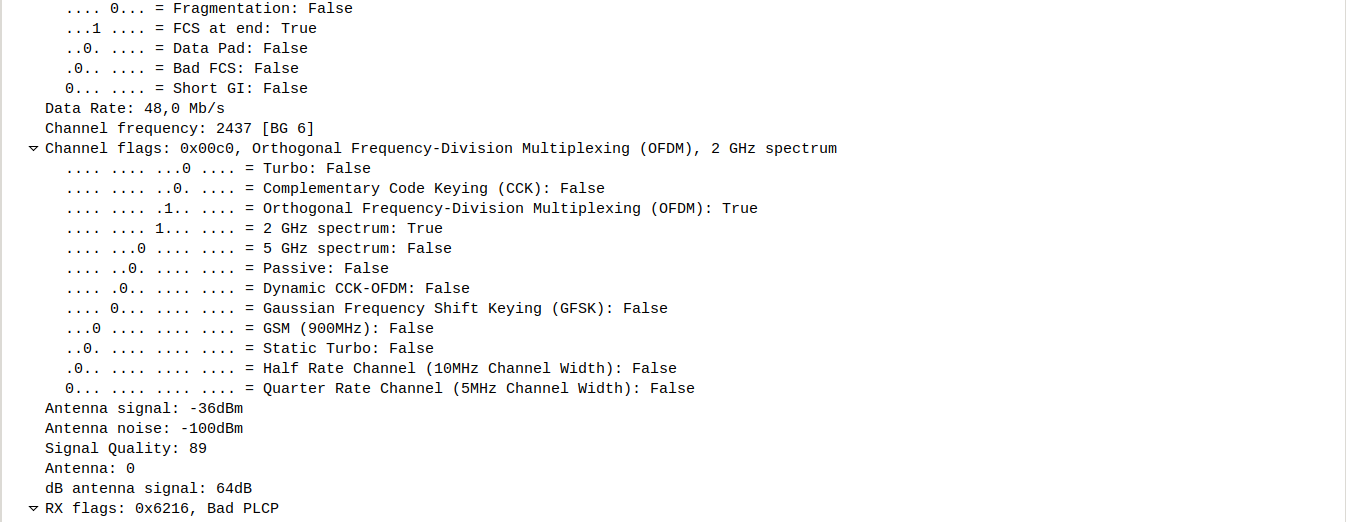 .... 0... = Fragmentation: False
...1 .... = FCS at end: True
..0. .... = Data Pad: False
.0.. .... = Bad FCS: False
0... .... = Short GI: False
Data Rate: 48,0 Mb/s
Channel frequency: 2437 [BG 6]
Channel flags: 0x00c0, Orthogonal Frequency-Division Multiplexing (OFDM), 2 GHz spectrum
.... .... ...0 .... = Turbo: False
.... .... ..0. .... = Complementary Code Keying (CCK): False
.... .... .1.. .... = Orthogonal Frequency-Division Multiplexing (OFDM): True
.... .... 1... .... = 2 GHz spectrum: True
.... ...0 .... .... = 5 GHz spectrum: False
.... ..0. .... .... = Passive: False
.... .0.. .... .... = Dynamic CCK-OFDM: False
.... 0... .... .... = Gaussian Frequency Shift Keying (GFSK): False
...0 .... .... .... = GSM (900MHz): False
..0. .... .... .... = Static Turbo: False
.0.. .... .... .... = Half Rate Channel (10MHz Channel Width): False
0... .... .... .... = Quarter Rate Channel (5MHz Channel Width): False
Antenna signal: -36dBm
Antenna noise: -100dBm
Signal Quality: 89
Antenna: 0
dB antenna signal: 64dB
RX flags: 0x6216, Bad PLCP